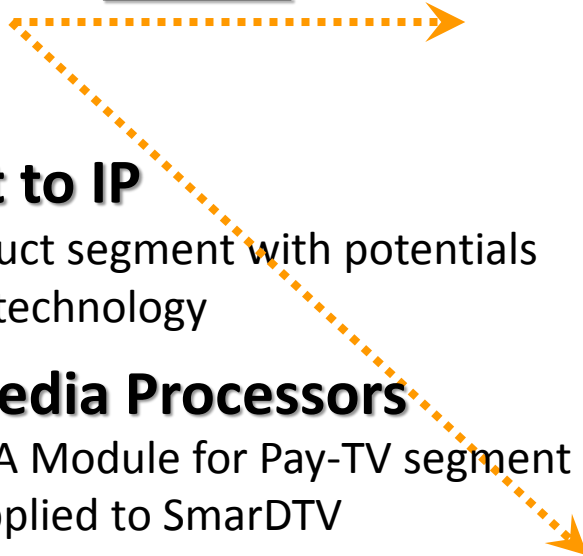 t to IP
uct segment with potentials
technology
edia Processors
A Module for Pay-TV segment
plied to SmarDTV